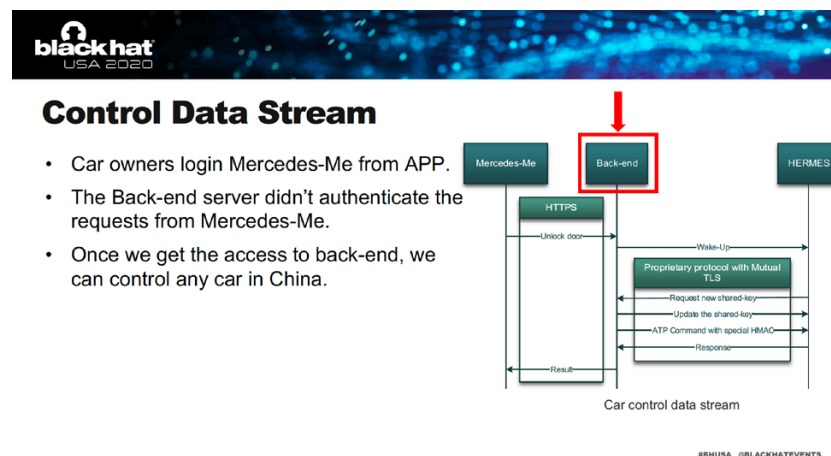 black hat
USA 2020
Control Data Stream
• Car owners login Mercedes-Me from APP.
• The Back-end server didn’t authenticate the
requests from Mercedes-Me.
• Once we get the access to back-end, we
can control any car in China.
Mercedes-Me
Back-end
HERMES
HTTPS
Unlock door
Wake-Up
Proprietary protocol with Mutual
TLS
Request new shared-key
Update the shared-key
ATP Command with special HMAC
Response
Result
Car control data stream
#BHUSA @BLACKHATEVENTS